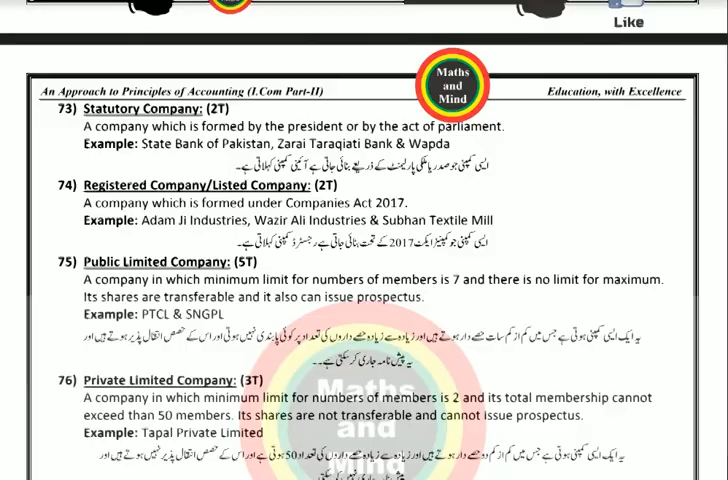 Like
An Approach to Principles of Accounting (I.Com Part-II)
Maths
and
Mind
Education, with Excellence
73) Statutory Company: (2T)
A company which is formed by the president or by the act of parliament.
Example: State Bank of Pakistan, Zarai Taraqiati Bank & Wapda
ایسی کمپنی جو صدر یا ملکی پارلیمنٹ کے ذریعے بنائی جاتی ہے آئینی کمپنی کہلاتی ہے۔
74) Registered Company/Listed Company: (2T)
A company which is formed under Companies Act 2017.
Example: Adam Ji Industries, Wazir Ali Industries & Subhan Textile Mill
ایسی کمپنی جو کمپنیز ایکٹ 2017 کے تحت بنائی جاتی ہے رجسٹرڈ کمپنی کہلاتی ہے۔
75) Public Limited Company: (5T)
A company in which minimum limit for numbers of members is 7 and there is no limit for maximum.
Its shares are transferable and it also can issue prospectus.
Example: PTCL & SNGPL
یہ ایک ایسی کمپنی ہوتی ہے جس میں کم از کم سات حصے دار ہوتے ہیں اور زیادہ سے زیادہ حصے داروں کی تعداد پر کوئی پابندی نہیں ہوتی اور اس کے حصص انتقال پذیر ہوتے ہیں اور
یہ پیش نامہ جاری کر سکتی ہے۔۔
76) Private Limited Company: (3T)
A company in which minimum limit for numbers of members is 2 and its total membership cannot
exceed than 50 members. Its shares are not transferable and cannot issue prospectus.
Example: Tapal Private Limited
یہ ایک ایسی کمپنی ہوتی ہے جس میں کم از کم دو حصے دار ہوتے ہیں اور زیادہ سے زیادہ حصے داروں کی تعداد 50 ہوتی ہے اور اس کے حصص انتقال پذیر نہیں ہوتے ہیں اور
Maths
and
Mind